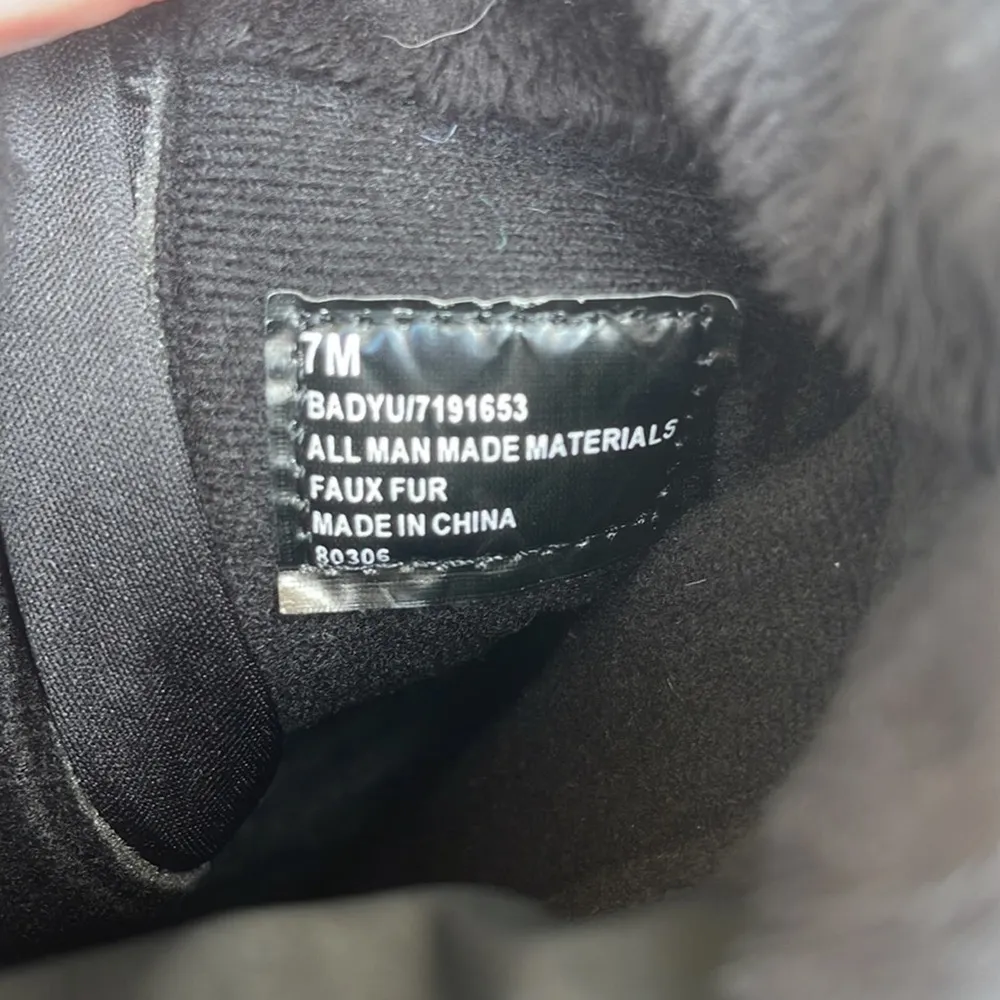 7M
BADYU/7191653
ALL MAN MADE MATERIALS
FAUX FUR
MADE IN CHINA
80306